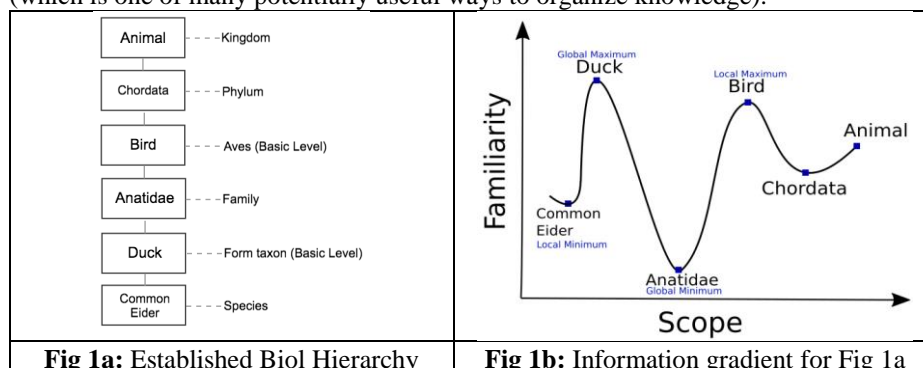 (which is one of many potentially useful ways to organize knowledge).
Animal
Kingdom
Chordata
Phylum
Bird
Aves (Basic Level)
Anatidae
Family
Duck
Form taxon (Basic Level)
Common
Eider
Species
Familiarity
Global Maximum
Duck
Local Maximum
Bird
Animal
Chordata
Common
Eider
Local Minimum
Anatidae
Global Minimum
Scope
Fig 1a: Established Biol Hierarchy
Fig 1b: Information gradient for Fig 1a